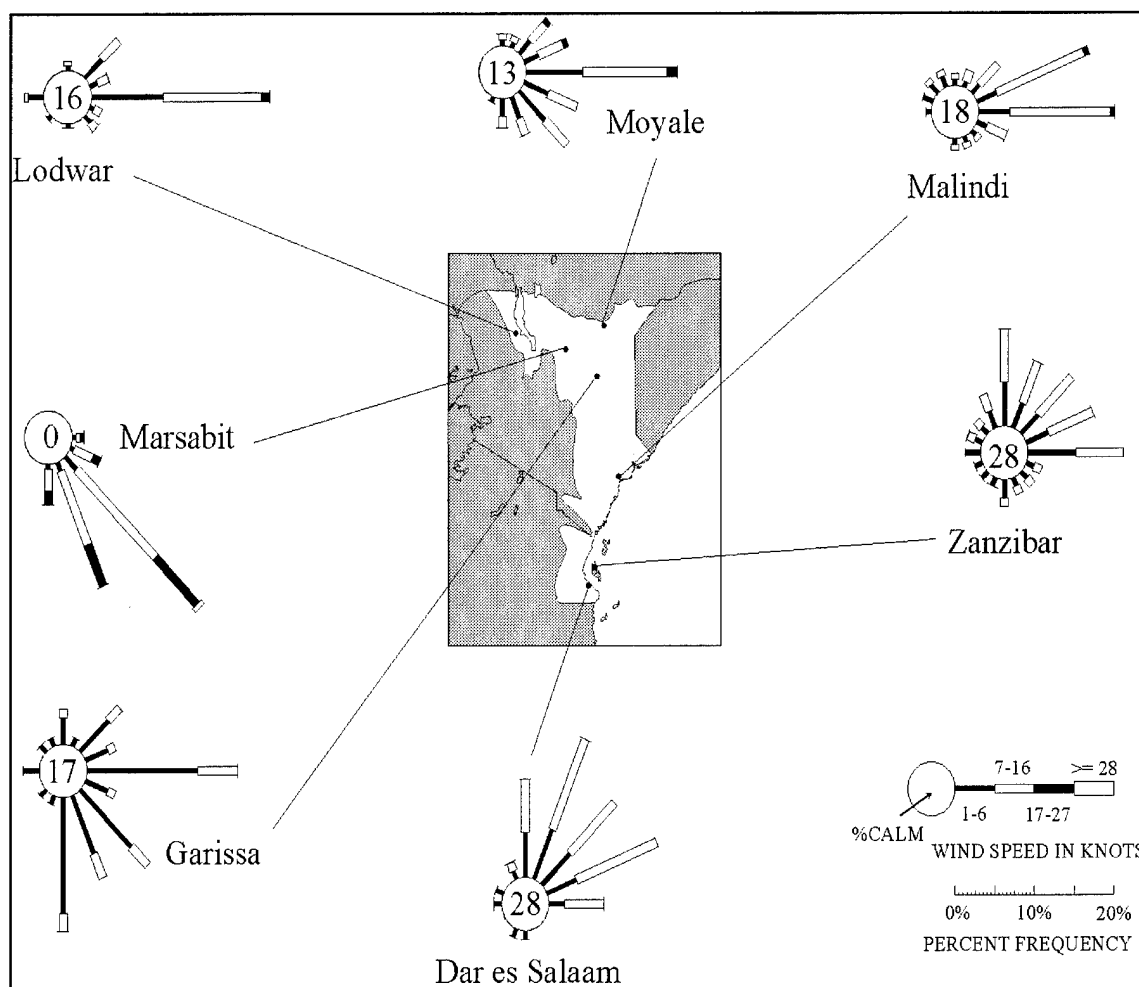 16
Lodwar
13
Moyale
18
Malindi
0
Marsabit
28
Zanzibar
17
Garissa
28
Dar es Salaam
7-16 >= 28
1-6 17-27
%CALM
WIND SPEED IN KNOTS
0% 10% 20%
PERCENT FREQUENCY